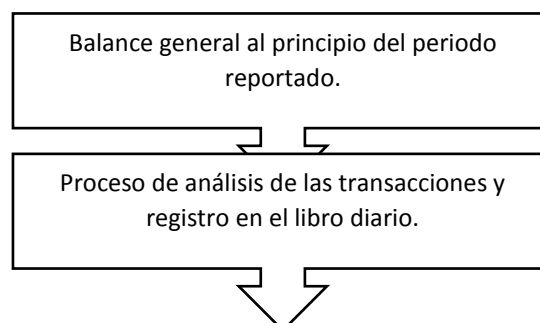 Balance general al principio del periodo
reportado.
Proceso de análisis de las transacciones y
registro en el libro diario.